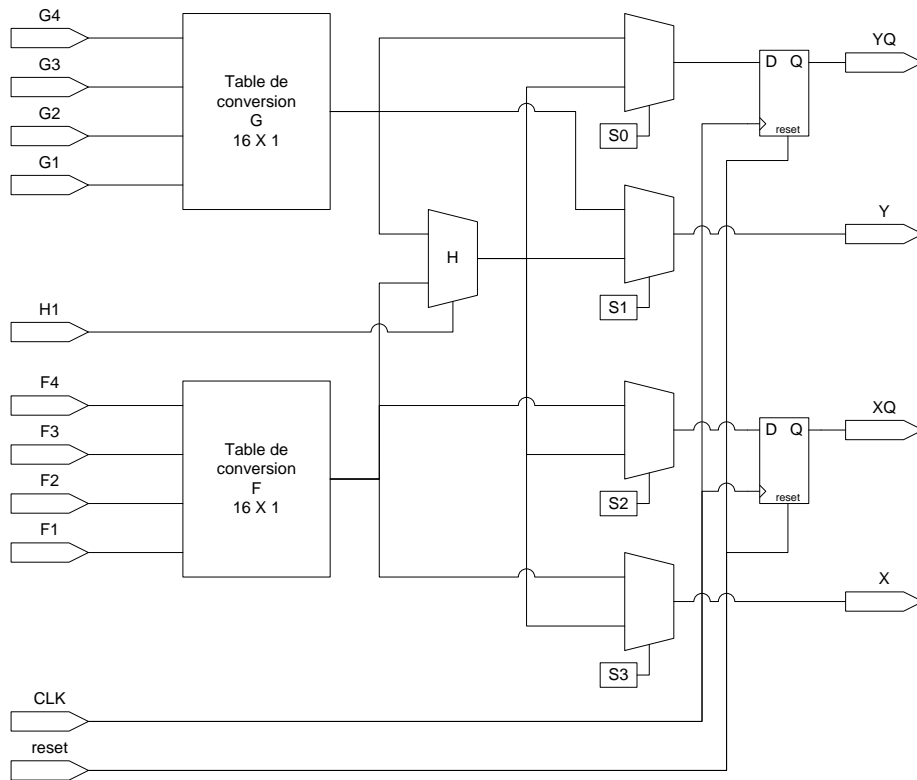 G4
G3
G2
G1
Table de
conversion
G
16 X 1
S0
D Q
reset
YQ
H
S1
Y
H1
F4
F3
F2
F1
Table de
conversion
F
16 X 1
S2
D Q
reset
XQ
S3
X
CLK
reset